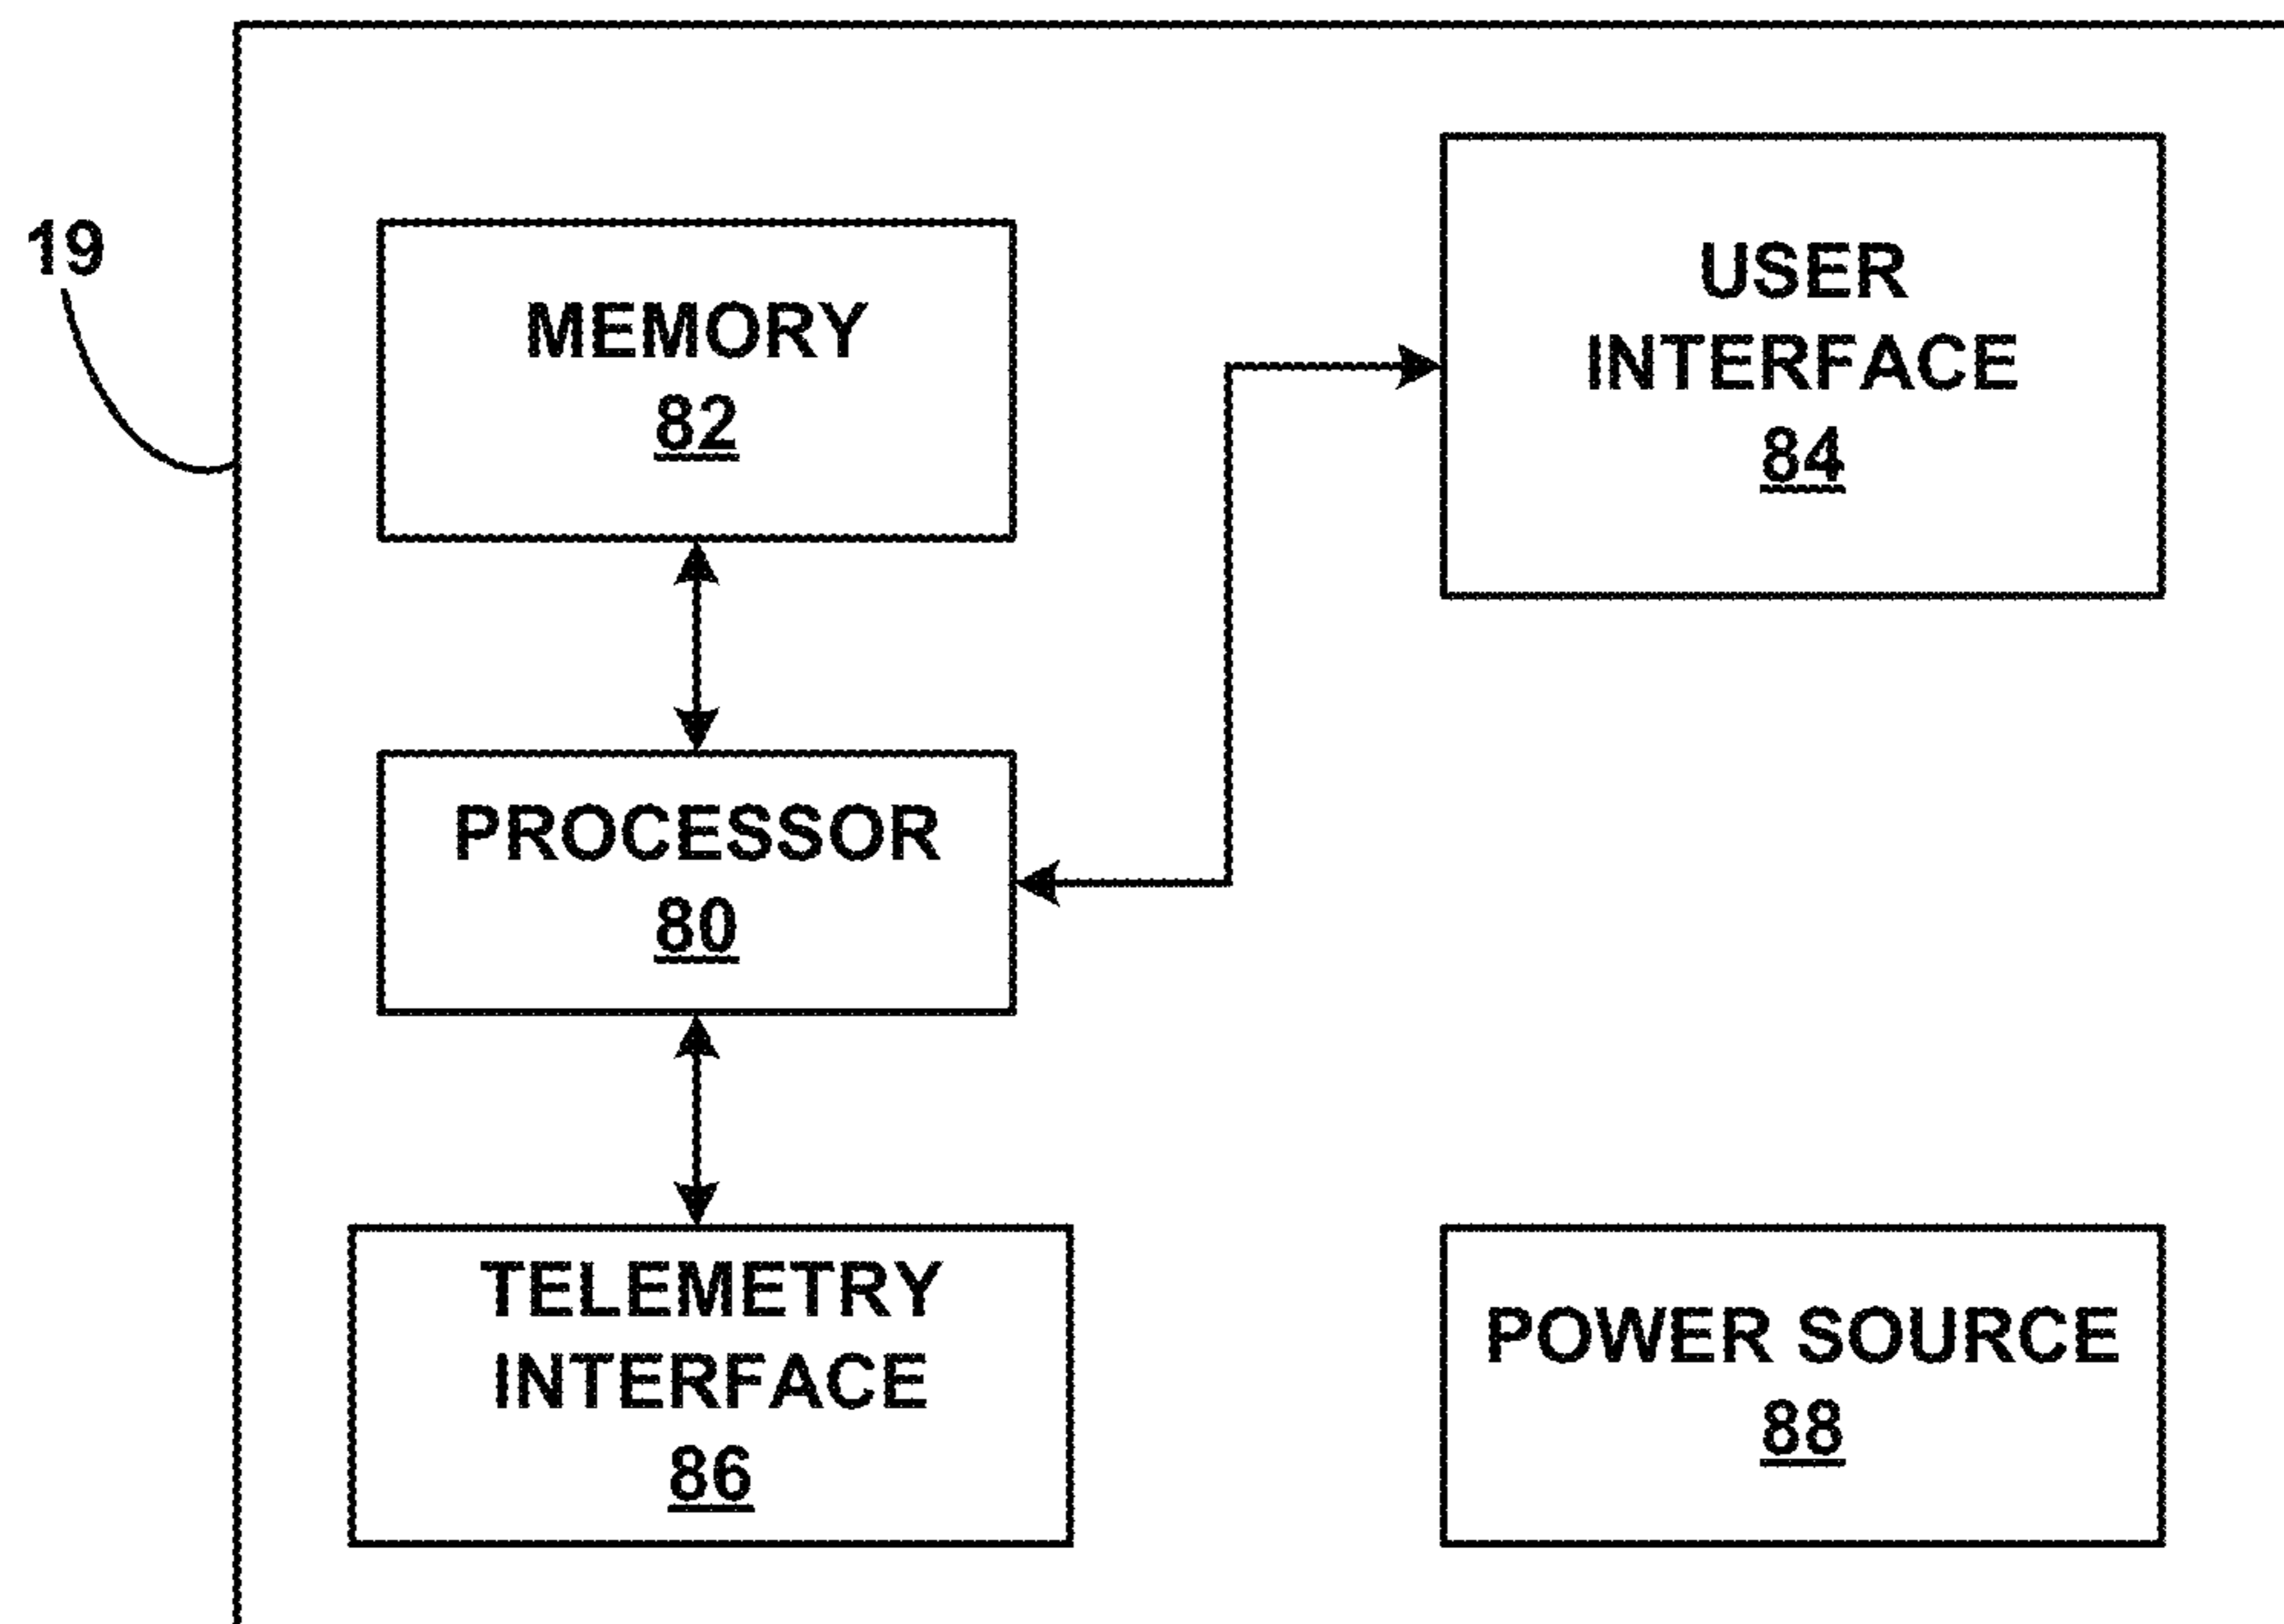 19
MEMORY
82
USER
INTERFACE
84
PROCESSOR
80
TELEMETRY
INTERFACE
86
POWER SOURCE
88